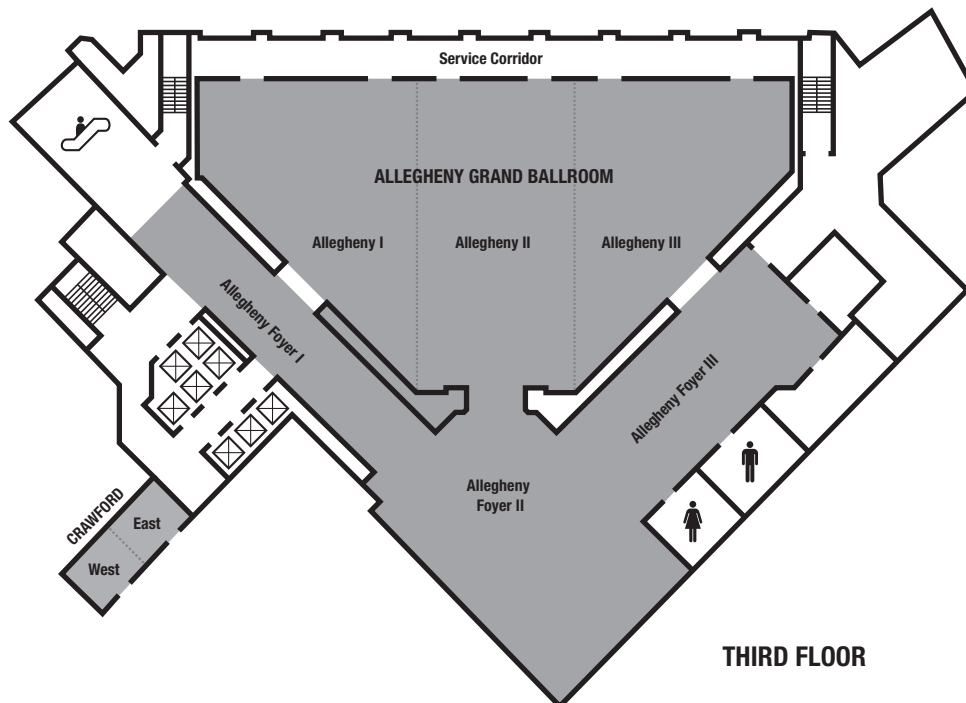 Service Corridor
ALLEGHENY GRAND BALLROOM
Allegheny I
Allegheny II
Allegheny III
Allegheny Foyer I
Allegheny Foyer III
Allegheny
Foyer II
CRAWFORD
East
West
THIRD FLOOR